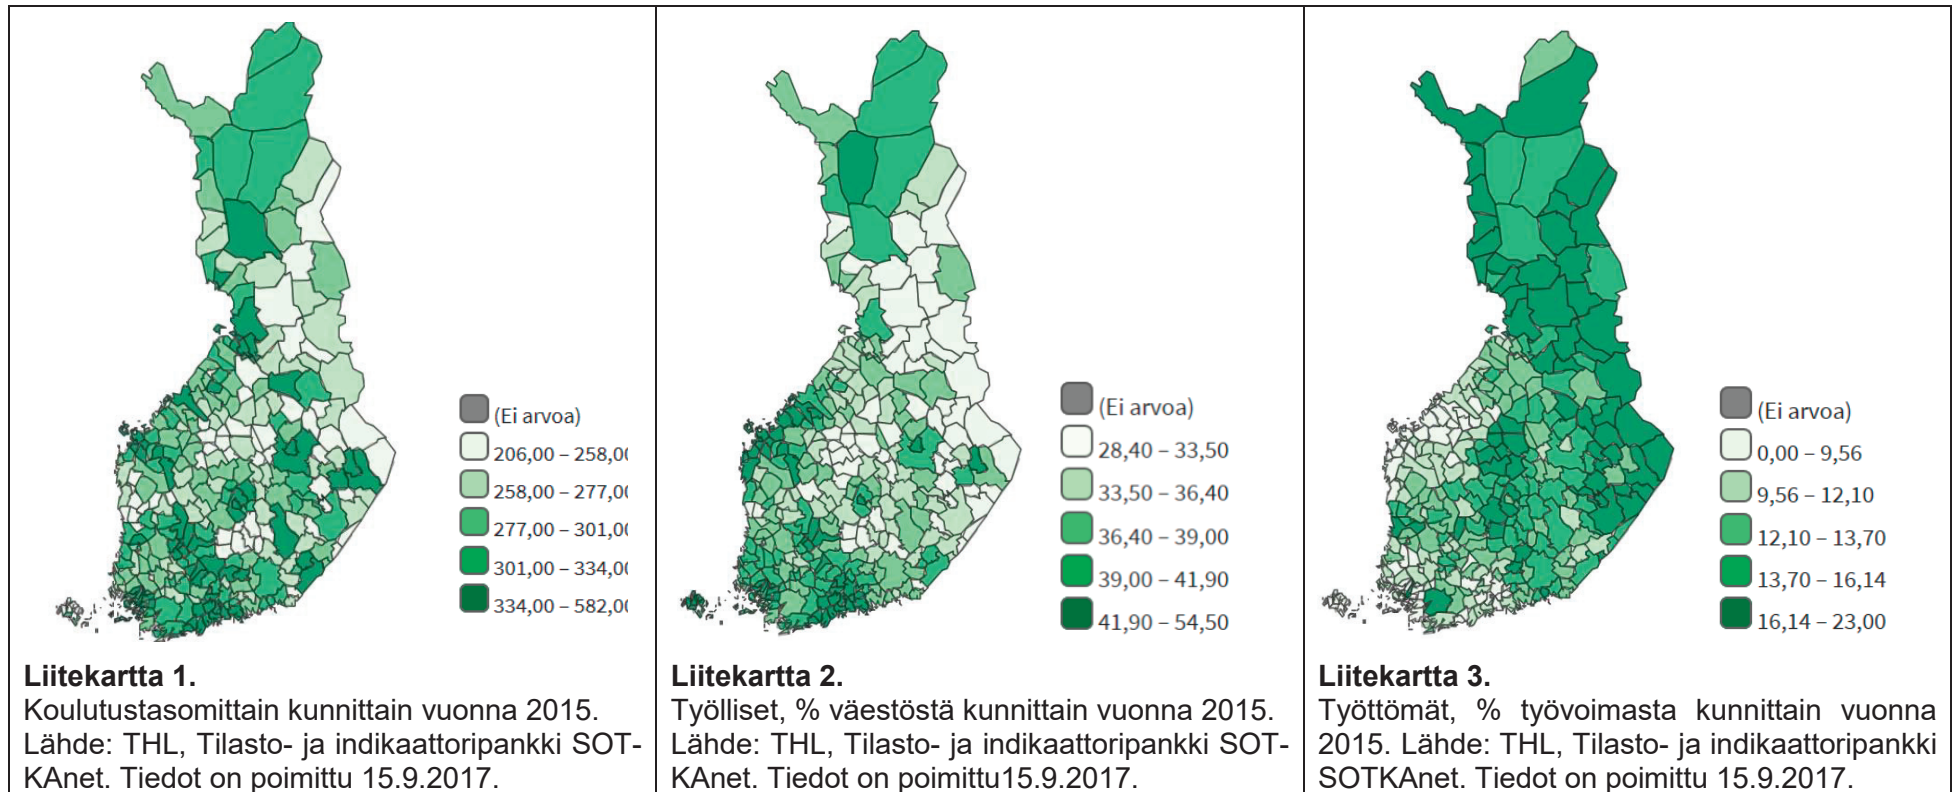 (Ei arvoa)
206,00 – 258,00
258,00 – 277,00
277,00 – 301,00
301,00 – 334,00
334,00 – 582,00
Liitekartta 1.
Koulutustasomittain kunnittain vuonna 2015.
Lähde: THL, Tilasto- ja indikaattoripankki SOT-
KAnet. Tiedot on poimittu 15.9.2017.
(Ei arvoa)
28,40 – 33,50
33,50 – 36,40
36,40 – 39,00
39,00 – 41,90
41,90 – 54,50
Liitekartta 2.
Työlliset, % väestöstä kunnittain vuonna 2015.
Lähde: THL, Tilasto- ja indikaattoripankki SOT-
KAnet. Tiedot on poimittu15.9.2017.
(Ei arvoa)
0,00 – 9,56
9,56 – 12,10
12,10 – 13,70
13,70 – 16,14
16,14 – 23,00
Liitekartta 3.
Työttömät, % työvoimasta kunnittain vuonna
2015. Lähde: THL, Tilasto- ja indikaattoripankki
SOTKAnet. Tiedot on poimittu 15.9.2017.